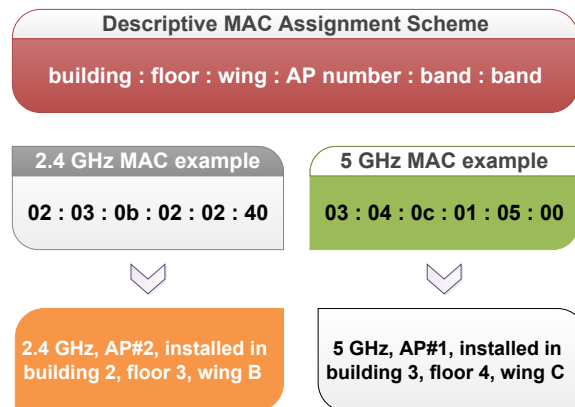 Descriptive MAC Assignment Scheme
building : floor : wing : AP number : band : band
2.4 GHz MAC example
02 : 03 : 0b : 02 : 02 : 40
5 GHz MAC example
03 : 04 : 0c : 01 : 05 : 00
2.4 GHz, AP#2, installed in
building 2, floor 3, wing B
5 GHz, AP#1, installed in
building 3, floor 4, wing C